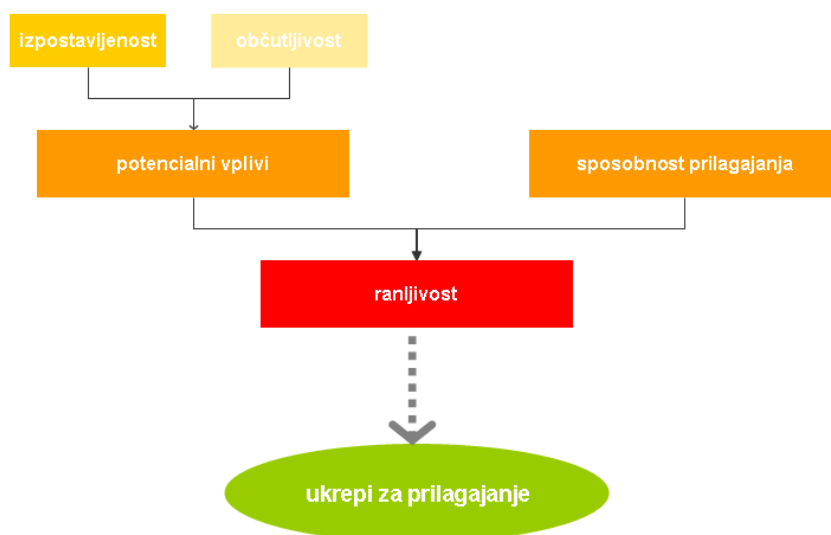 izpostavljenost
občutljivost
potencialni vplivi
sposobnost prilagajanja
ranljivost
ukrepi za prilagajanje